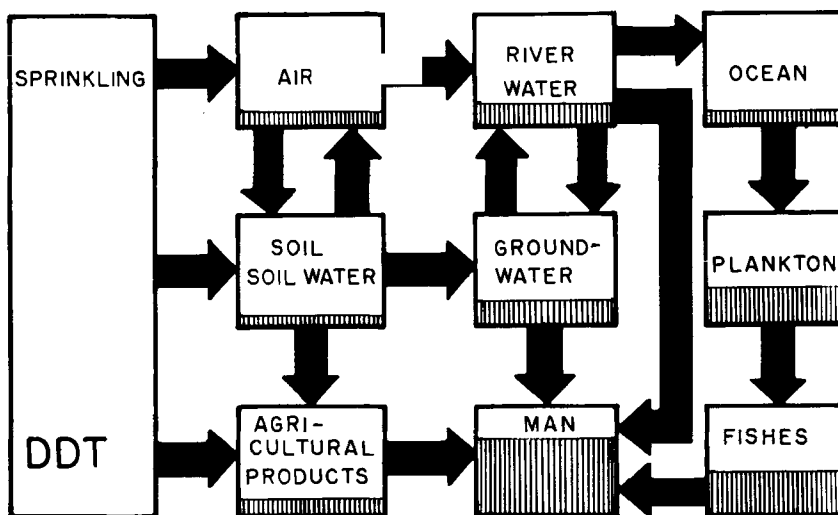 SPRINKLING
DDT
AIR
RIVER
WATER
OCEAN
SOIL
SOIL WATER
GROUND-
WATER
PLANKTON
AGRI-
CULTURAL
PRODUCTS
MAN
FISHES